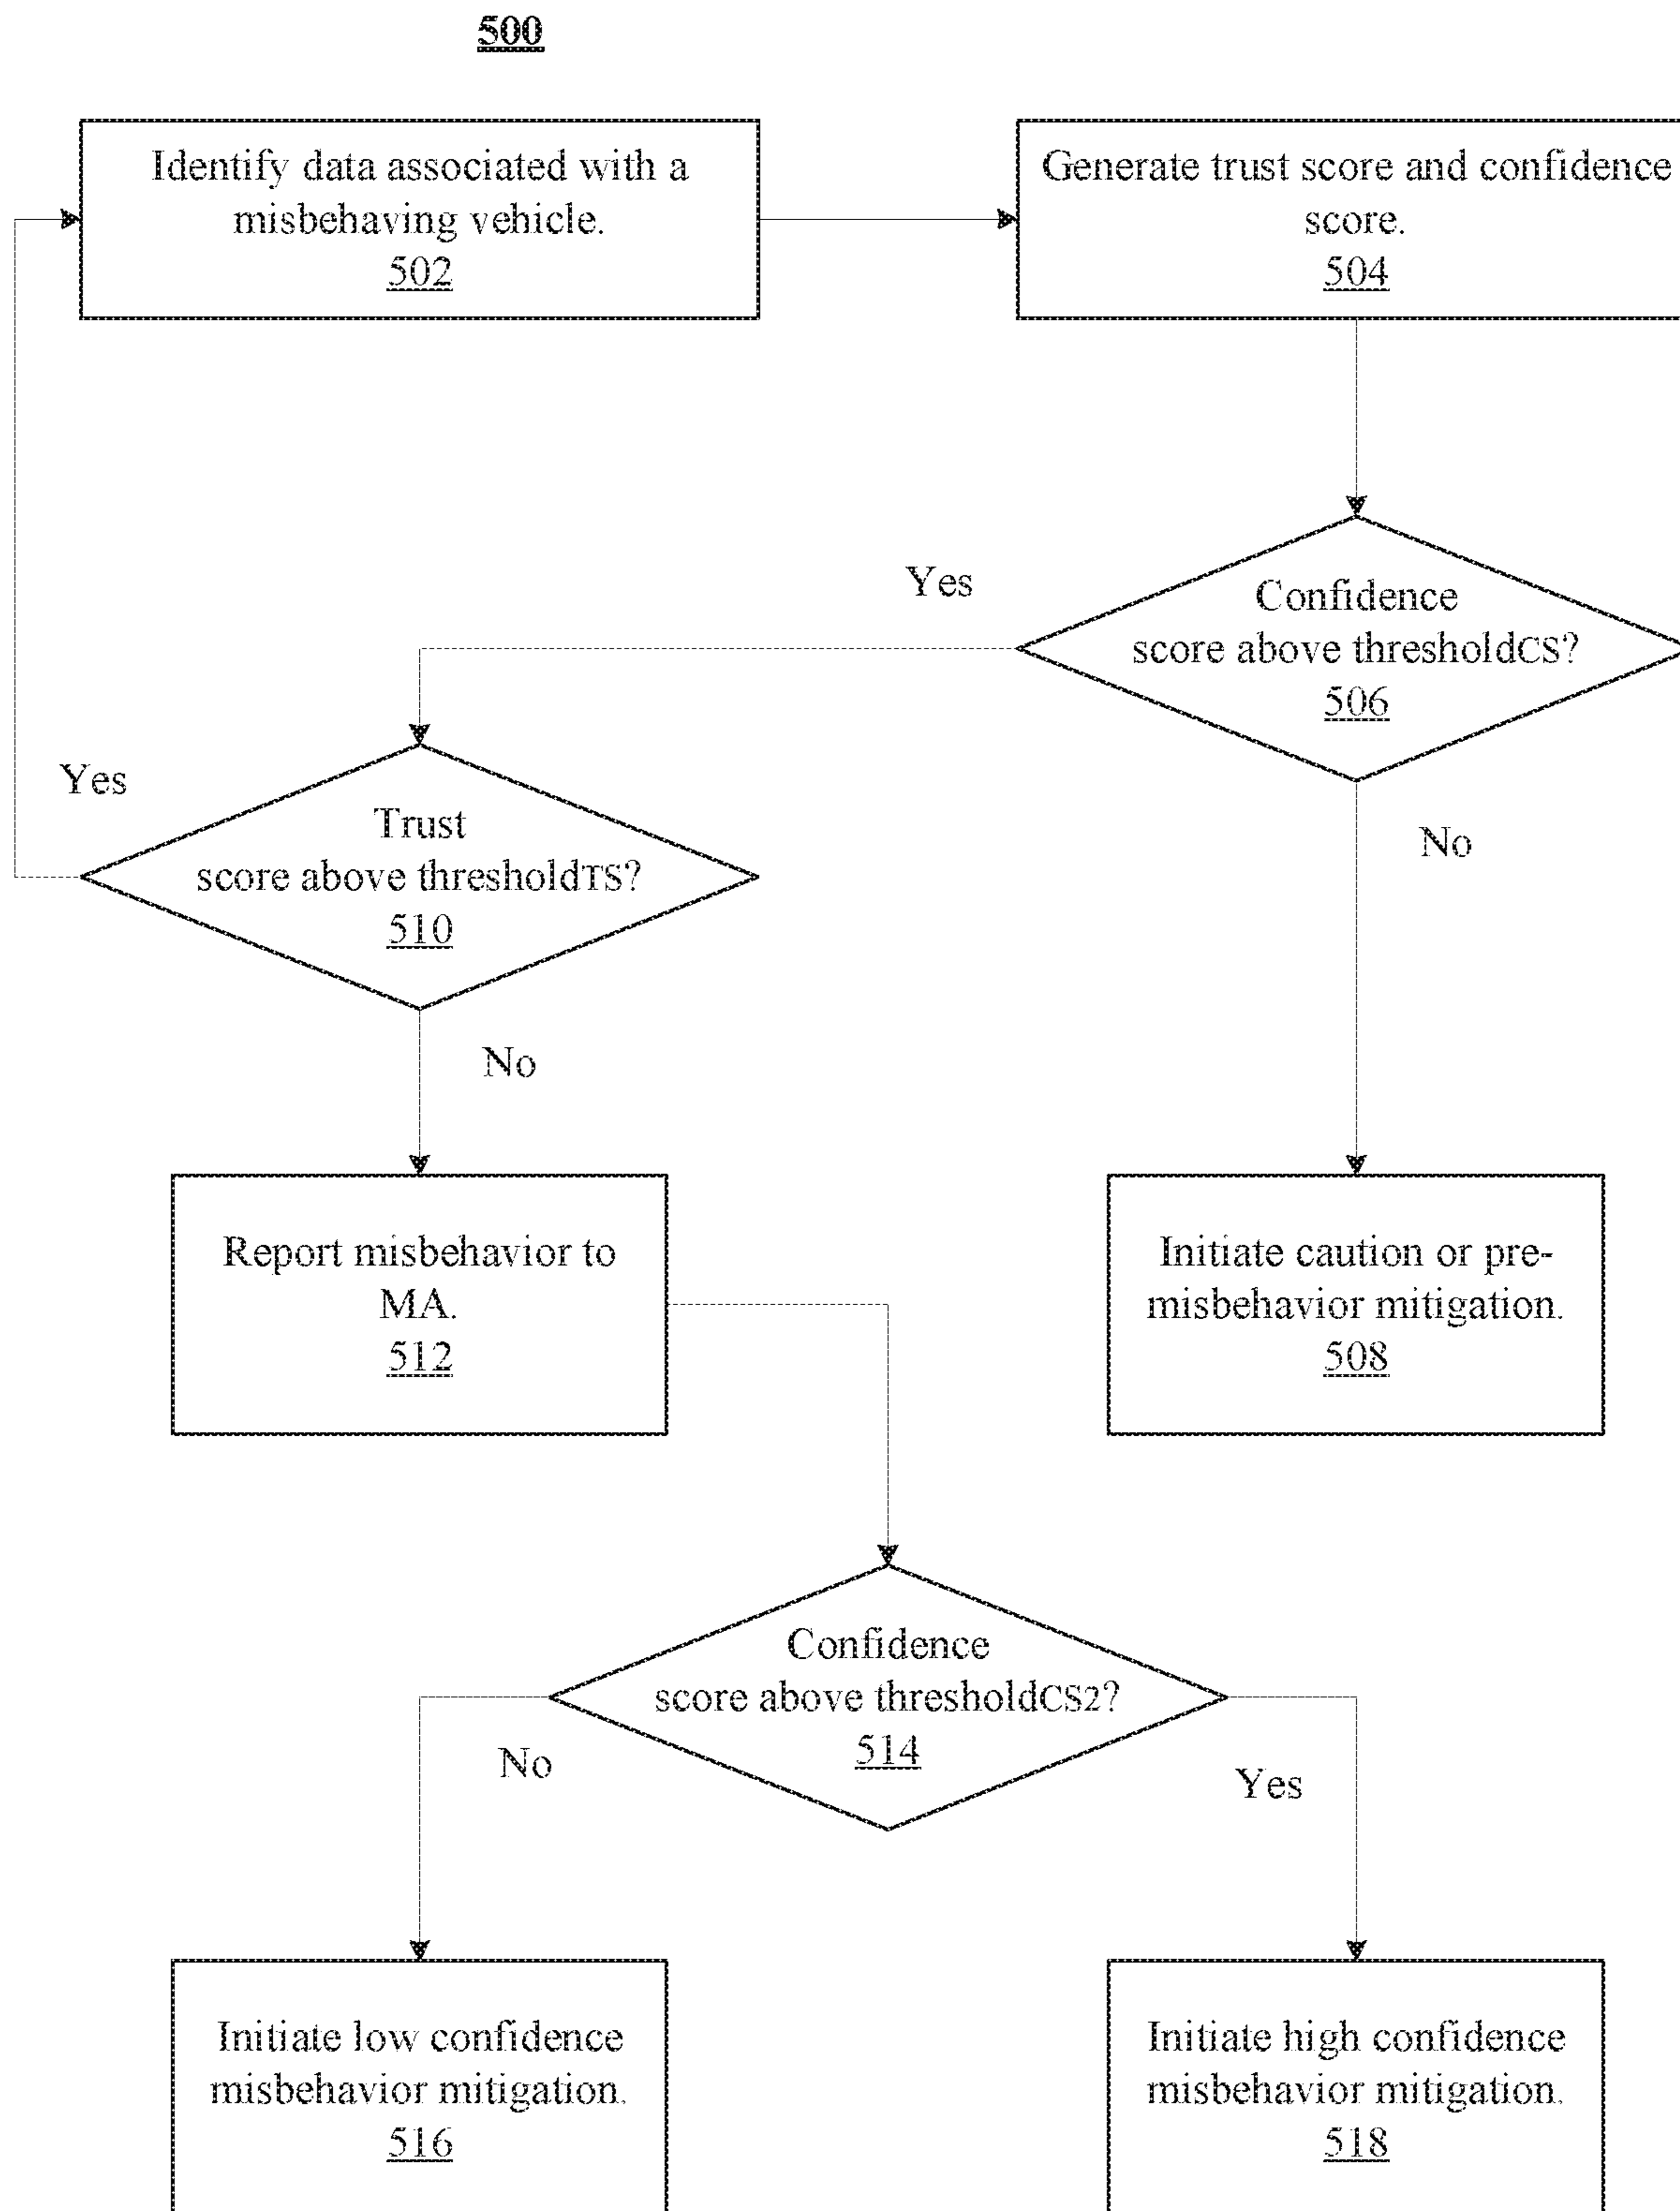 500
Identify data associated with a
misbehaving vehicle.
502
Generate trust score and confidence
score.
504
Yes
Confidence
score above thresholdCS?
506
Yes
Trust
score above thresholdTS?
510
No
No
Report misbehavior to
MA.
512
Initiate caution or pre-
misbehavior mitigation.
508
Confidence
score above thresholdCS2?
514
No
Yes
Initiate low confidence
misbehavior mitigation.
516
Initiate high confidence
misbehavior mitigation.
518